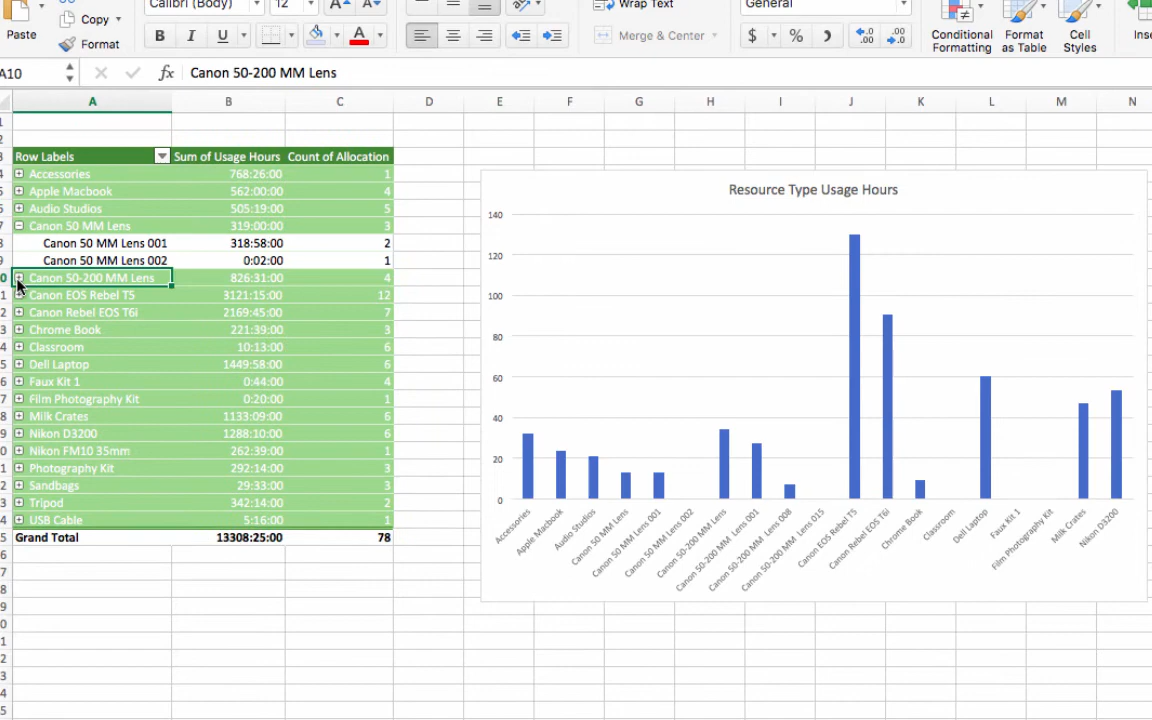 Calibri (Body) 12 A A Wrap Text General
Paste Copy Format B I U A Merge & Center $ % Conditional Formatting Format as Table Cell Styles
A10 fx Canon 50-200 MM Lens
A B C D E F G H I J K L M N
Row Labels Sum of Usage Hours Count of Allocation
Accessories 768:26:00 1
Apple Macbook 562:00:00 4
Audio Studios 505:19:00 5
Canon 50 MM Lens 319:00:00 3
Canon 50 MM Lens 001 318:58:00 2
Canon 50 MM Lens 002 0:02:00 1
Canon 50-200 MM Lens 826:31:00 4
Canon EOS Rebel T5 3121:15:00 12
Canon Rebel EOS T6i 2169:45:00 7
Chrome Book 221:39:00 3
Classroom 10:13:00 6
Dell Laptop 1449:58:00 6
Faux Kit 1 0:44:00 4
Film Photography Kit 0:20:00 1
Milk Crates 1133:09:00 6
Nikon D3200 1288:10:00 6
Nikon FM10 35mm 262:39:00 1
Photography Kit 292:14:00 3
Sandbags 29:33:00 3
Tripod 342:14:00 2
USB Cable 5:16:00 1
Grand Total 13308:25:00 78
Resource Type Usage Hours
140
120
100
80
60
40
20
0
Accessories
Apple Macbook
Audio Studios
Canon 50 MM Lens
Canon 50 MM Lens 001
Canon 50 MM Lens 002
Canon 50-200 MM Lens
Canon 50-200 MM Lens 001
Canon 50-200 MM Lens 008
Canon 50-200 MM Lens 015
Canon EOS Rebel T5
Canon Rebel EOS T6i
Chrome Book
Classroom
Dell Laptop
Faux Kit 1
Film Photography Kit
Milk Crates
Nikon D3200